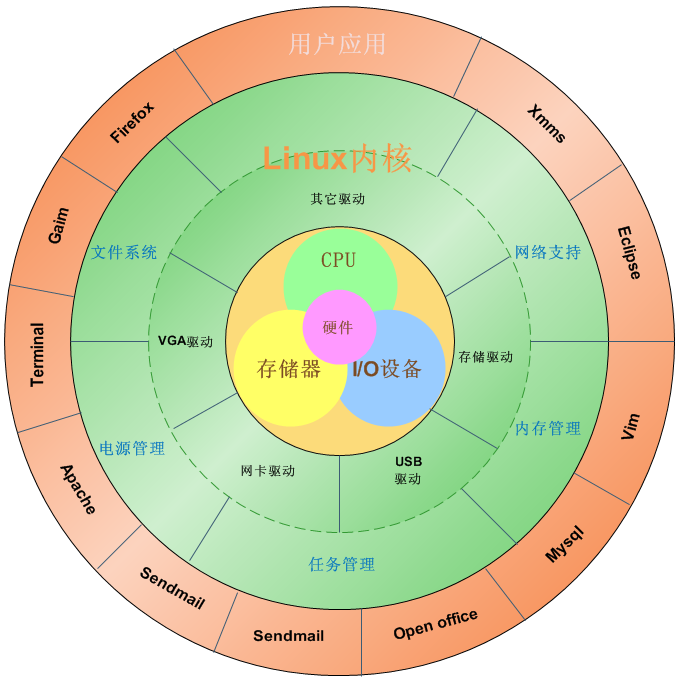 用户应用
Xmms
Eclipse
Vim
Mysql
Open office
Sendmail
Sendmail
Apache
Terminal
Gaim
Firefox
Linux内核
网络支持
内存管理
任务管理
电源管理
文件系统
其它驱动
存储驱动
USB
驱动
网卡驱动
VGA驱动
CPU
硬件
存储器
I/O设备